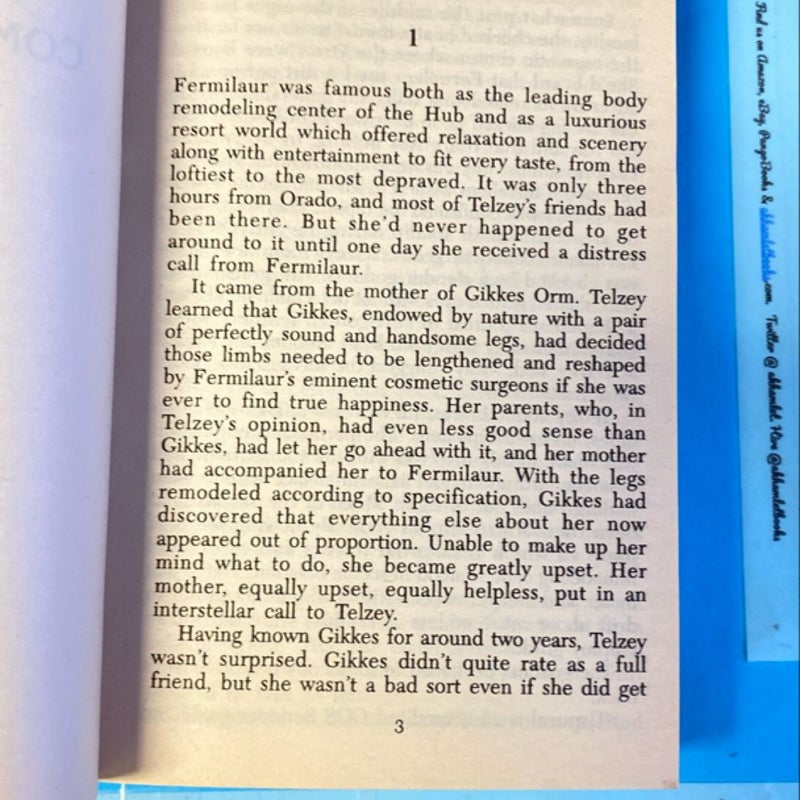 1
Fermilaur was famous both as the leading body
remodeling center of the Hub and as a luxurious
resort world which offered relaxation and scenery
along with entertainment to fit every taste, from the
loftiest to the most depraved. It was only three
hours from Orado, and most of Telzey's friends had
been there. But she'd never happened to get
around to it until one day she received a distress
call from Fermilaur.
It came from the mother of Gikkes Orm. Telzey
learned that Gikkes, endowed by nature with a pair
of perfectly sound and handsome legs, had decided
those limbs needed to be lengthened and reshaped
by Fermilaur's eminent cosmetic surgeons if she was
ever to find true happiness. Her parents, who, in
Telzey's opinion, had even less good sense than
Gikkes, had let her go ahead with it, and her mother
had accompanied her to Fermilaur. With the legs
remodeled according to specification, Gikkes had
discovered that everything else about her now
appeared out of proportion. Unable to make up her
mind what to do, she became greatly upset. Her
mother, equally upset, equally helpless, put in an
interstellar call to Telzey.
Having known Gikkes for around two years, Telzey
wasn't surprised. Gikkes didn't quite rate as a full
friend, but she wasn't a bad sort even if she did get
3
Find us on Amazon, eBay, PangoBooks & abhamletbooks.com Twitter @ abhamlet. Hive @abhamletbooks